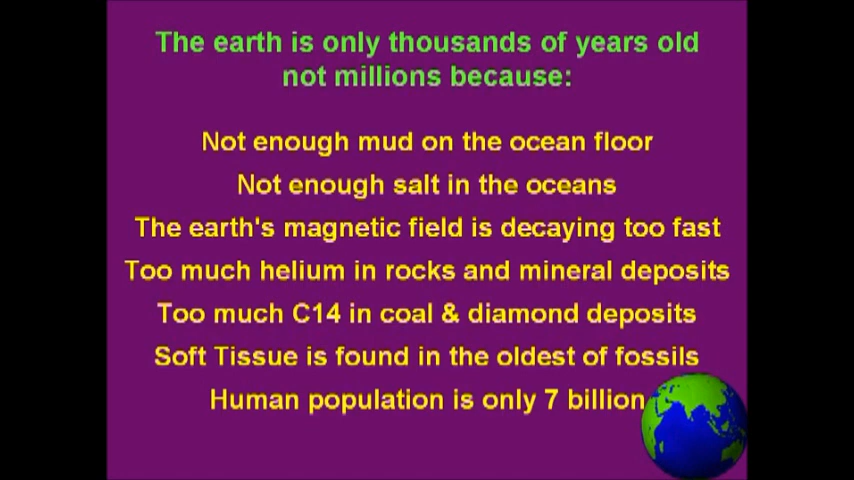 The earth is only thousands of years old
not millions because:
Not enough mud on the ocean floor
Not enough salt in the oceans
The earth's magnetic field is decaying too fast
Too much helium in rocks and mineral deposits
Too much C14 in coal & diamond deposits
Soft Tissue is found in the oldest of fossils
Human population is only 7 billion